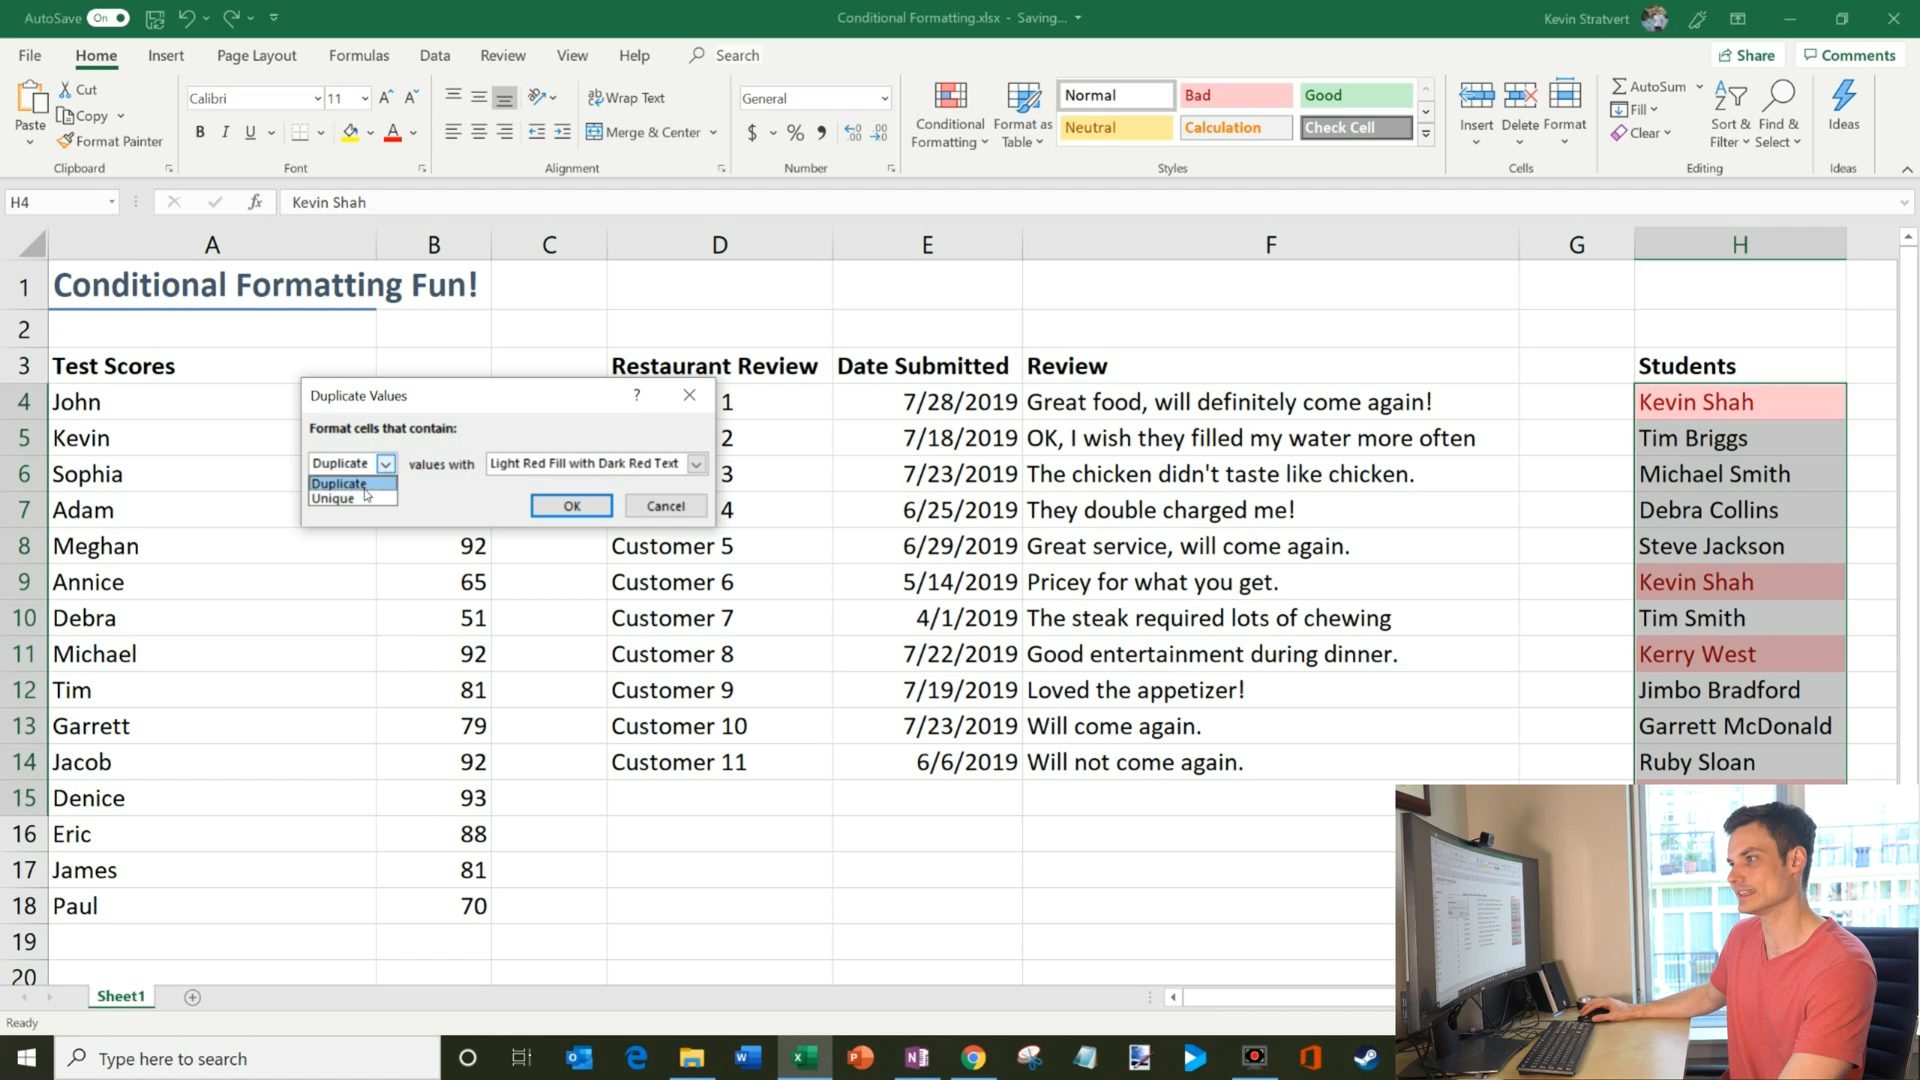 AutoSave On Conditional Formatting.xlsx - Saving... Kevin Stratvert
File Home Insert Page Layout Formulas Data Review View Help Search Share Comments
Paste Cut Copy Format Painter Clipboard
Calibri 11 B I U A A A Font
Wrap Text Merge & Center Alignment
General $ % 9 Number
Conditional Formatting Format as Table Normal Bad Good Neutral Calculation Check Cell Styles
Insert Delete Format Cells
AutoSum Fill Clear Sort & Filter Find & Select Editing
Ideas Ideas
H4 fx Kevin Shah
A B C D E F G H
1 Conditional Formatting Fun!
2
3 Test Scores Restaurant Review Date Submitted Review Students
4 John 1 7/28/2019 Great food, will definitely come again! Kevin Shah
5 Kevin 2 7/18/2019 OK, I wish they filled my water more often Tim Briggs
6 Sophia 3 7/23/2019 The chicken didn't taste like chicken. Michael Smith
7 Adam 4 6/25/2019 They double charged me! Debra Collins
8 Meghan 92 Customer 5 6/29/2019 Great service, will come again. Steve Jackson
9 Annice 65 Customer 6 5/14/2019 Pricey for what you get. Kevin Shah
10 Debra 51 Customer 7 4/1/2019 The steak required lots of chewing Tim Smith
11 Michael 92 Customer 8 7/22/2019 Good entertainment during dinner. Kerry West
12 Tim 81 Customer 9 7/19/2019 Loved the appetizer! Jimbo Bradford
13 Garrett 79 Customer 10 7/23/2019 Will come again. Garrett McDonald
14 Jacob 92 Customer 11 6/6/2019 Will not come again. Ruby Sloan
15 Denice 93
16 Eric 88
17 James 81
18 Paul 70
19
20
Duplicate Values ?
Format cells that contain:
Duplicate values with Light Red Fill with Dark Red Text
Duplicate
Unique
OK Cancel
Sheet1
Ready
Type here to search